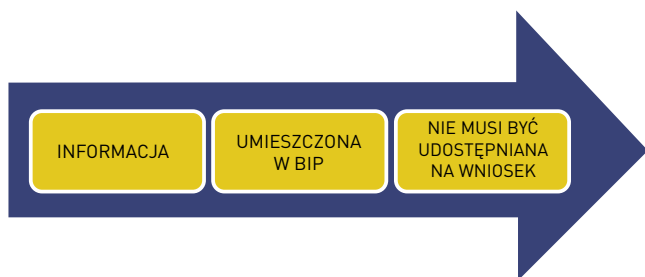 INFORMACJA
UMIESZCZONA
W BIP
NIE MUSI BYĆ
UDOSTĘPNIANA
NA WNIOSEK